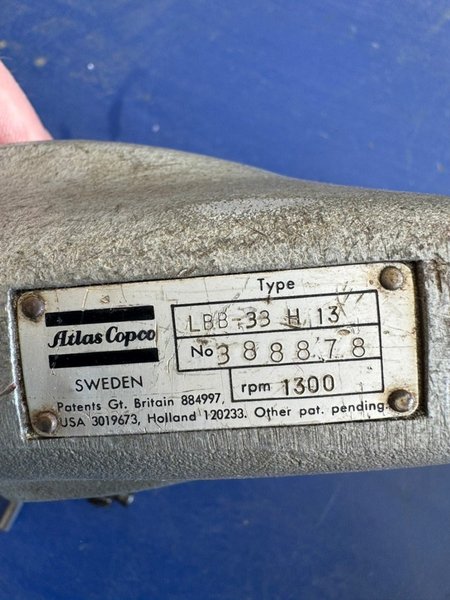 Type
Atlas Copco
LBB-33 H 13
No 388878
SWEDEN
rpm 1300
Patents Gt. Britain 884997,
USA 3019673, Holland 120233. Other pat. pending.